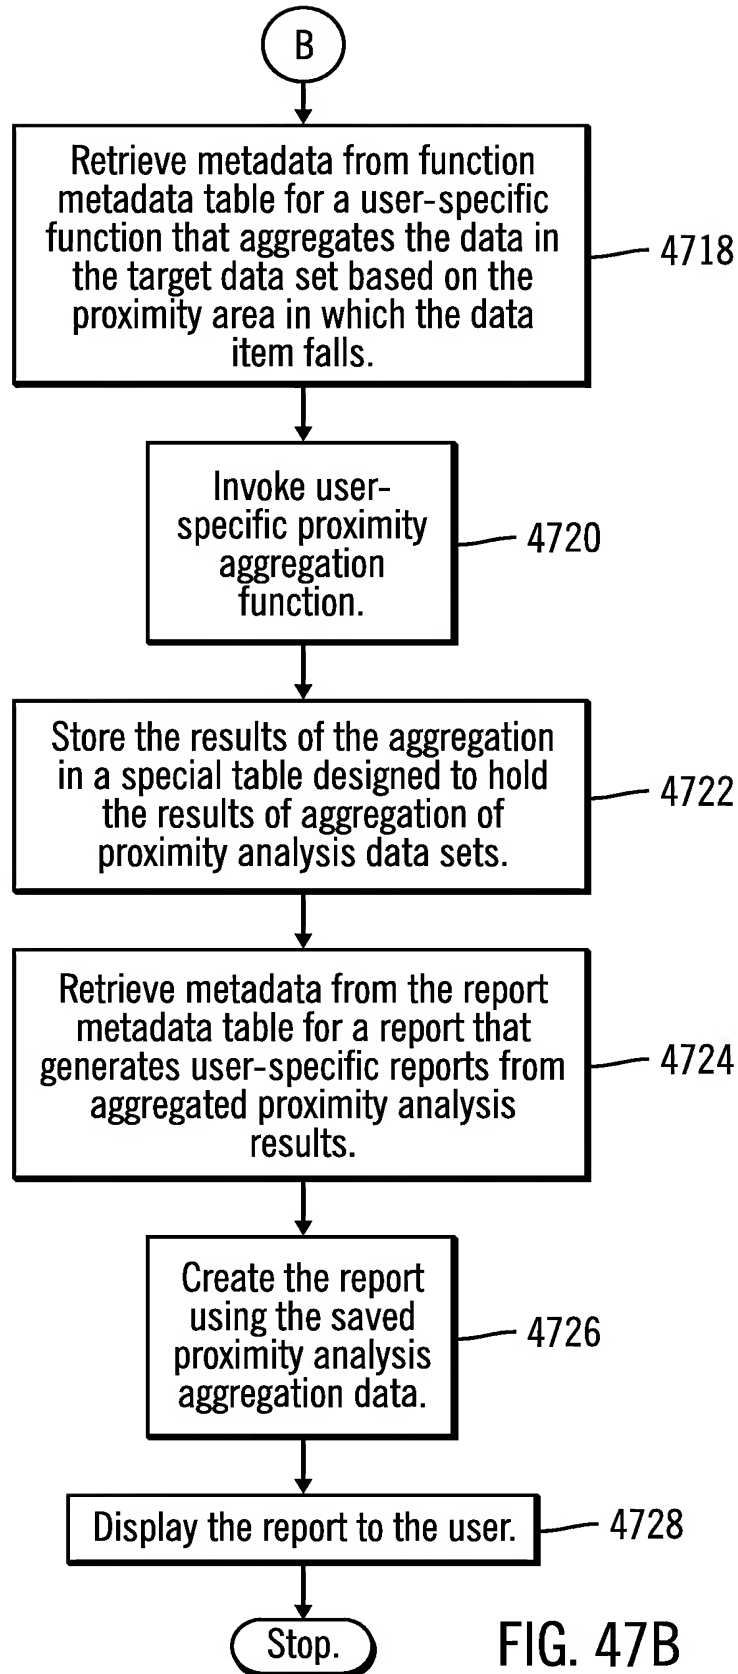 B
Retrieve metadata from function
metadata table for a user-specific
function that aggregates the data in
the target data set based on the
proximity area in which the data
item falls.
4718
Invoke user-
specific proximity
aggregation
function.
4720
Store the results of the aggregation
in a special table designed to hold
the results of aggregation of
proximity analysis data sets.
4722
Retrieve metadata from the report
metadata table for a report that
generates user-specific reports from
aggregated proximity analysis
results.
4724
Create the report
using the saved
proximity analysis
aggregation data.
4726
Display the report to the user.
4728
Stop.
FIG. 47B